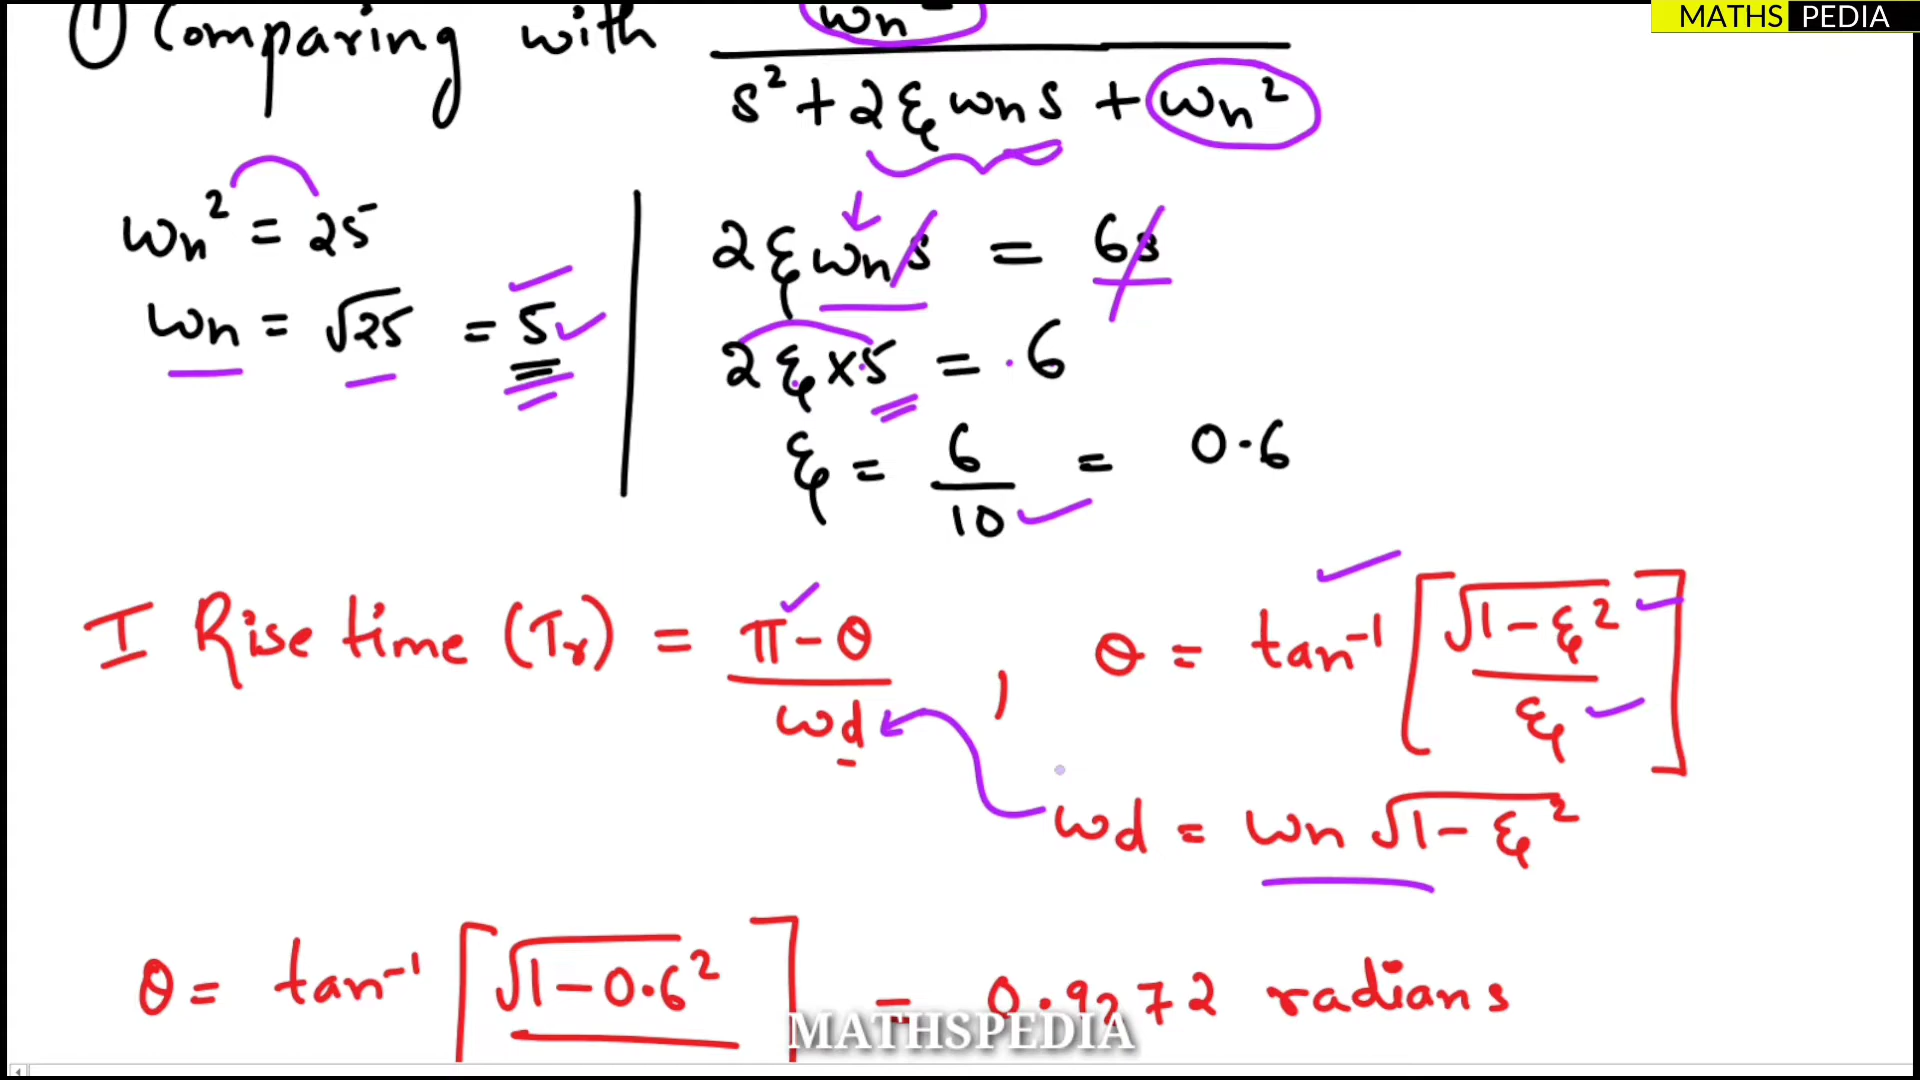 MATHS PEDIA
① Comparing with ωn²
s² + 2ξωns + ωn²
ωn² = 25
ωn = √25 = 5
2ξωns = 6s
2ξ×5 = 6
ξ = 6/10 = 0.6
I Rise time (Tr) = π-θ/ωd , θ = tan⁻¹[√1-ξ²/ξ]
ωd = ωn √1-ξ²
θ = tan⁻¹[√1-0.6² ] = 0.9272 radians
MATHSPEDIA